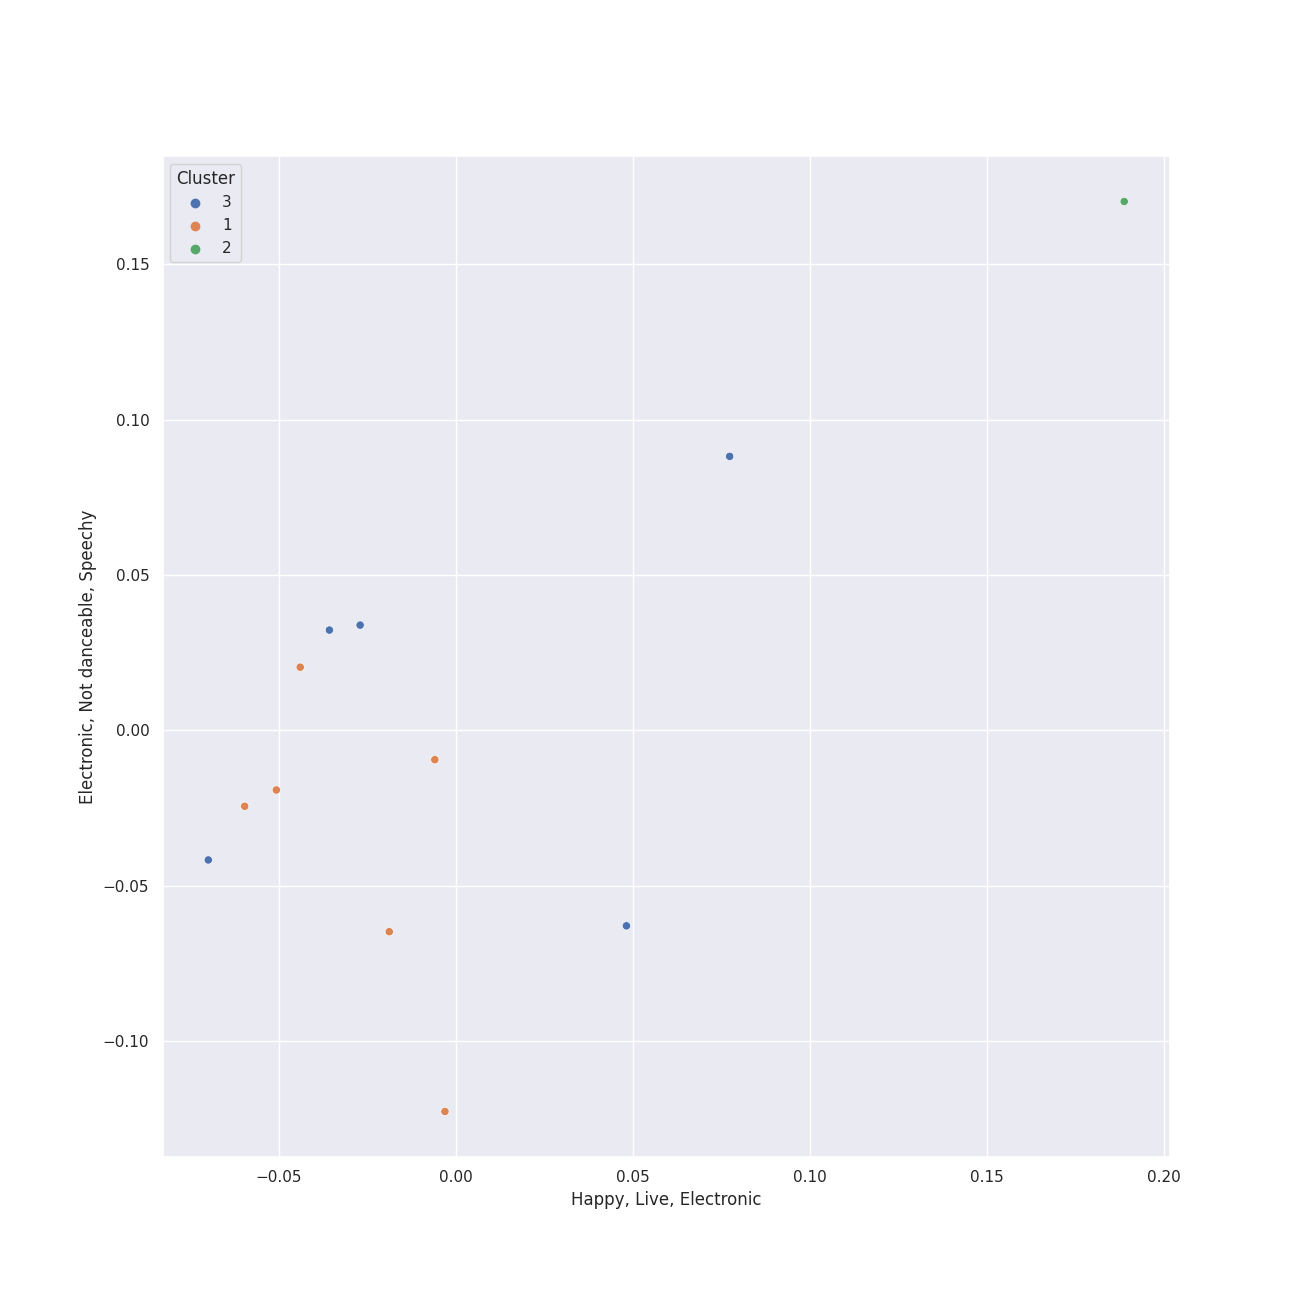 Cluster
3
1
2
0.15
0.10
0.05
0.00
−0.05
−0.10
Electronic, Not danceable, Speechy
−0.05 0.00 0.05 0.10 0.15 0.20
Happy, Live, Electronic